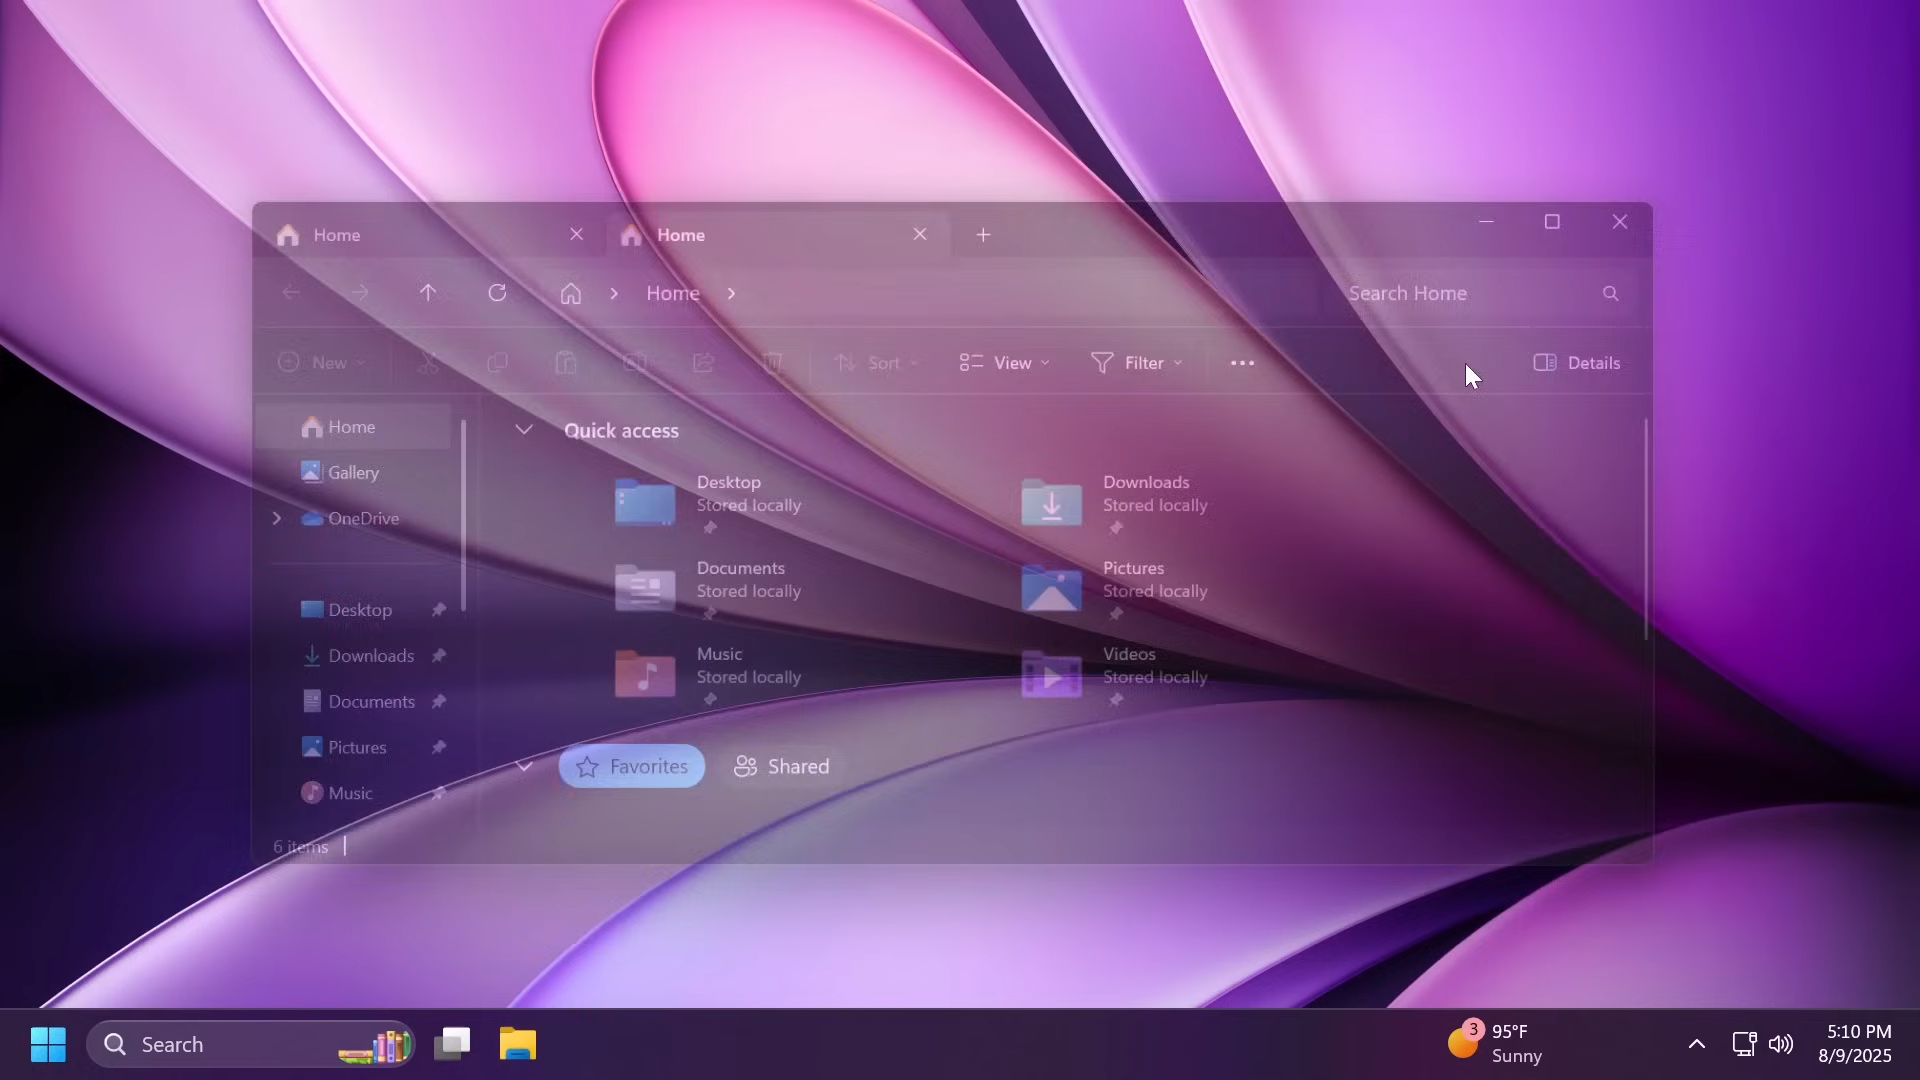 Home
Home
Home
Search Home
New
Sort
View
Filter
Details
Home
Gallery
OneDrive
Desktop
Downloads
Documents
Pictures
Music
Quick access
Desktop
Stored locally
Downloads
Stored locally
Documents
Stored locally
Pictures
Stored locally
Music
Stored locally
Videos
Stored locally
Favorites
Shared
6 items
Search
3
95°F
Sunny
5:10 PM
8/9/2025